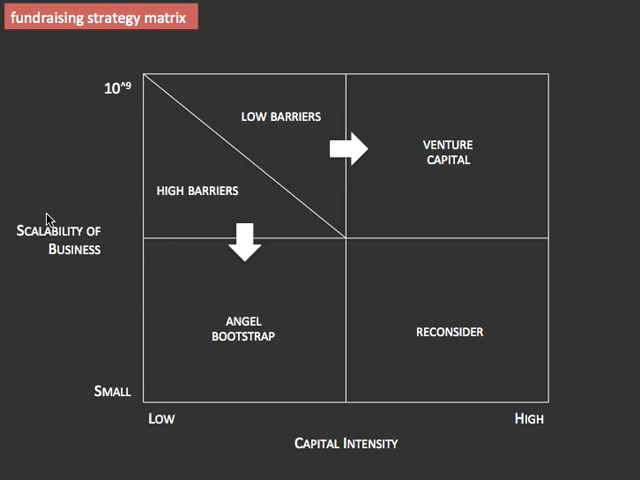 fundraising strategy matrix
10^9
LOW BARRIERS
VENTURE
CAPITAL
HIGH BARRIERS
SCALABILITY OF
BUSINESS
ANGEL
BOOTSTRAP
RECONSIDER
SMALL
LOW
HIGH
CAPITAL INTENSITY